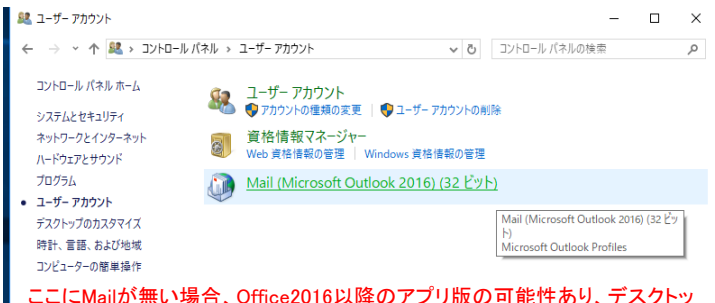 ユーザー アカウント
コントロール パネル › ユーザー アカウント
コントロール パネルの検索
コントロール パネル ホーム
システムとセキュリティ
ネットワークとインターネット
ハードウェアとサウンド
プログラム
ユーザー アカウント
デスクトップのカスタマイズ
時計、言語、および地域
コンピューターの簡単操作
ユーザー アカウント
アカウントの種類の変更 ユーザー アカウントの削除
資格情報マネージャー
Web 資格情報の管理 Windows 資格情報の管理
Mail (Microsoft Outlook 2016) (32 ビット)
Mail (Microsoft Outlook 2016) (32 ビッ
ト)
Microsoft Outlook Profiles
ここにMailが無い場合、Office2016以降のアプリ版の可能性あり、デスクトッ